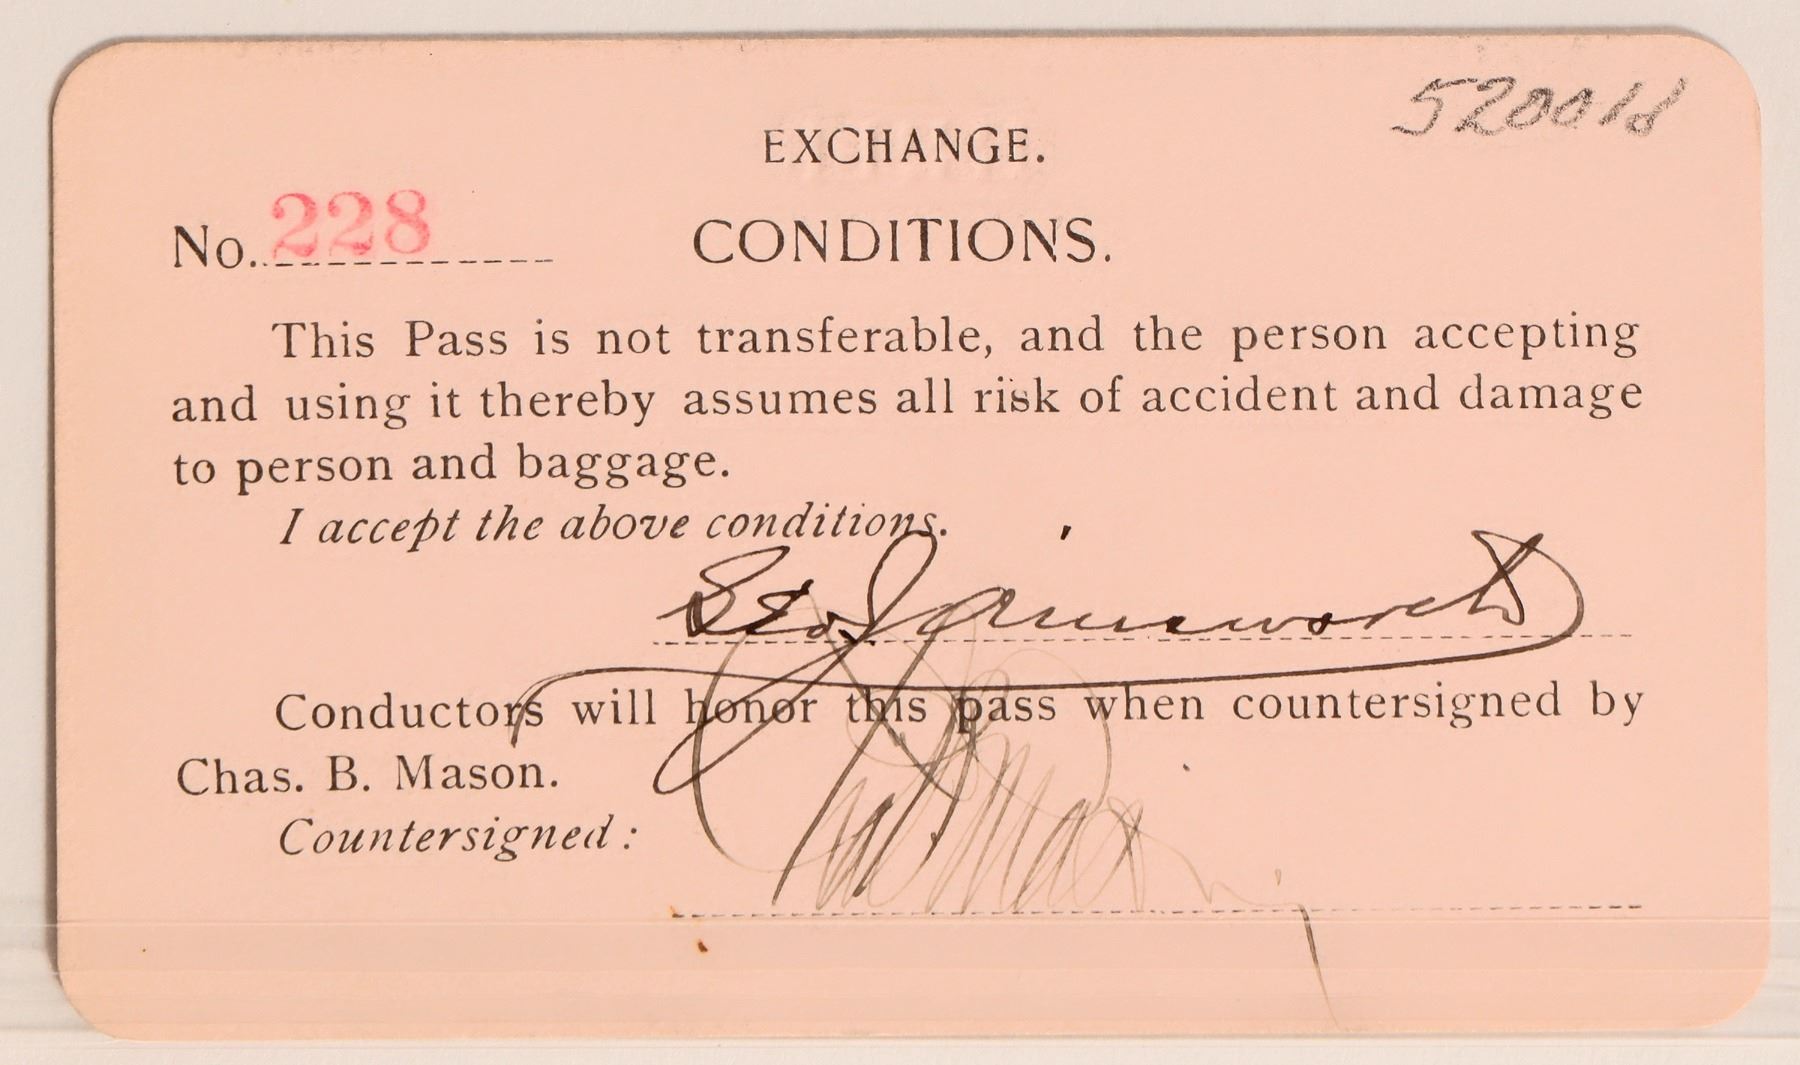 520018
EXCHANGE.
No. 228
CONDITIONS.
This Pass is not transferable, and the person accepting
and using it thereby assumes all risk of accident and damage
to person and baggage.
I accept the above conditions.
Conductors will honor this pass when countersigned by
Chas. B. Mason.
Countersigned: